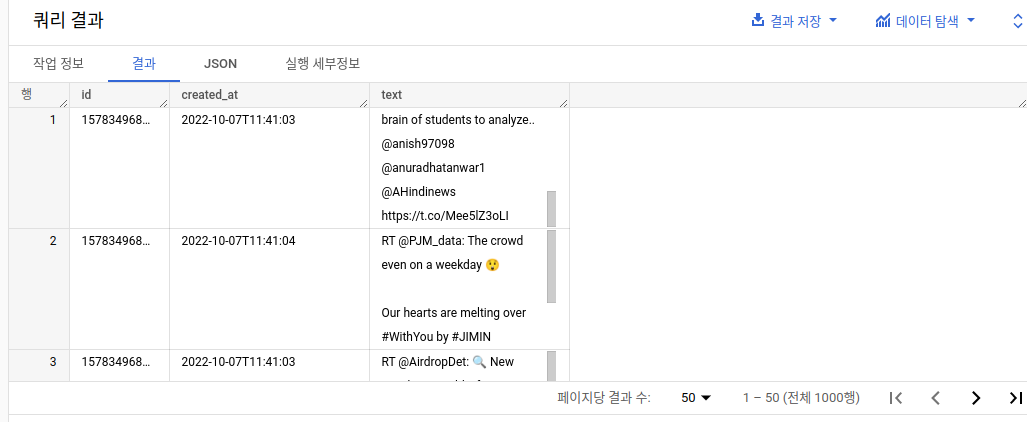 쿼리 결과
결과 저장
데이터 탐색
작업 정보
결과
JSON
실행 세부정보
행 id created_at text
1 157834968... 2022-10-07T11:41:03 brain of students to analyze..
@anish97098
@anuradhatanwar1
@AHindinews
https://t.co/Mee5lZ3oLI
2 157834968... 2022-10-07T11:41:04 RT @PJM_data: The crowd
even on a weekday 😲
Our hearts are melting over
#WithYou by #JIMIN
3 157834968... 2022-10-07T11:41:03 RT @AirdropDet: 🔍 New
페이지당 결과 수: 50 1 – 50 (전체 1000행)